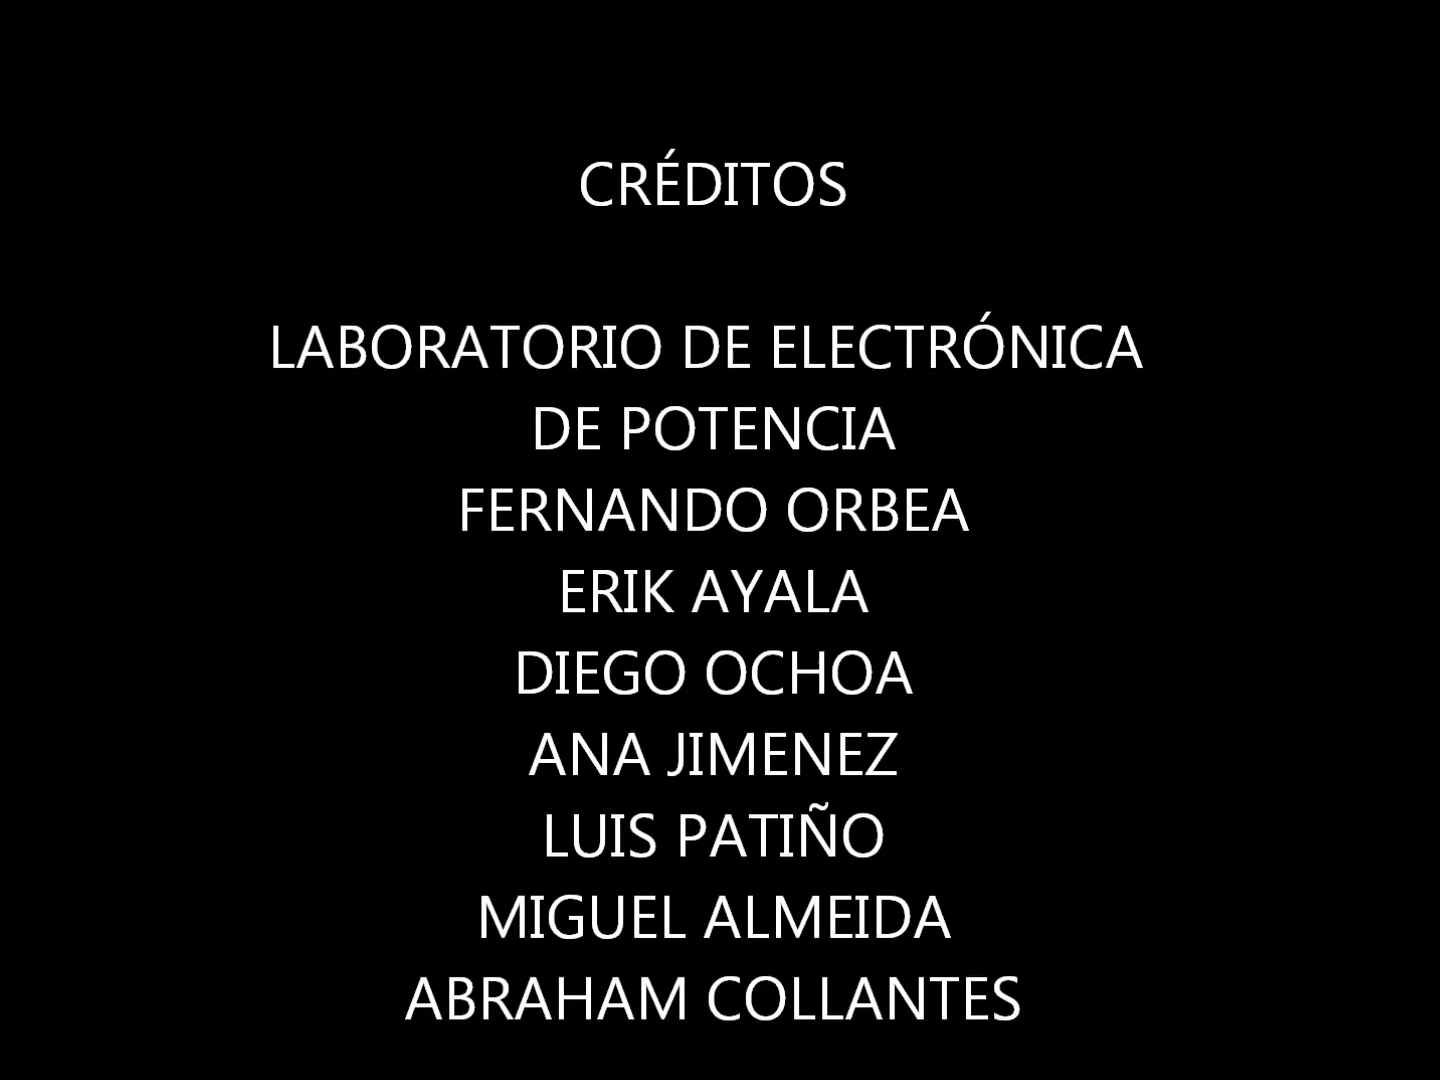 CRÉDITOS
LABORATORIO DE ELECTRÓNICA
DE POTENCIA
FERNANDO ORBEA
ERIK AYALA
DIEGO OCHOA
ANA JIMENEZ
LUIS PATIÑO
MIGUEL ALMEIDA
ABRAHAM COLLANTES